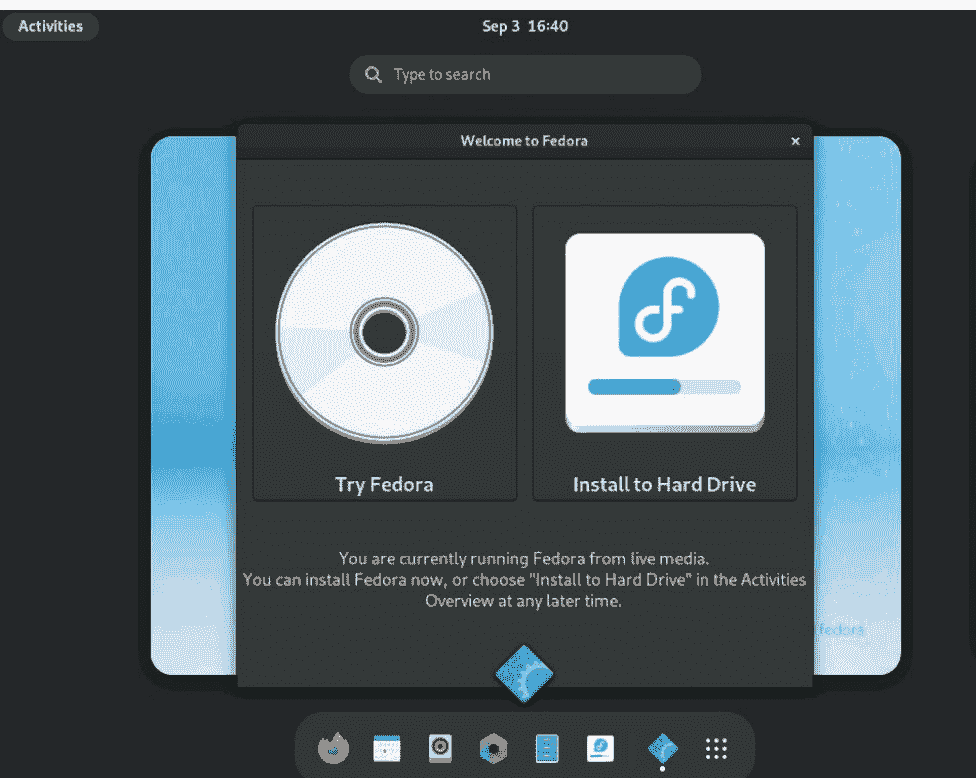 Activities
Sep 3 16:40
Type to search
Welcome to Fedora
Try Fedora
Install to Hard Drive
You are currently running Fedora from live media.
You can install Fedora now, or choose "Install to Hard Drive" in the Activities
Overview at any later time.
fedora